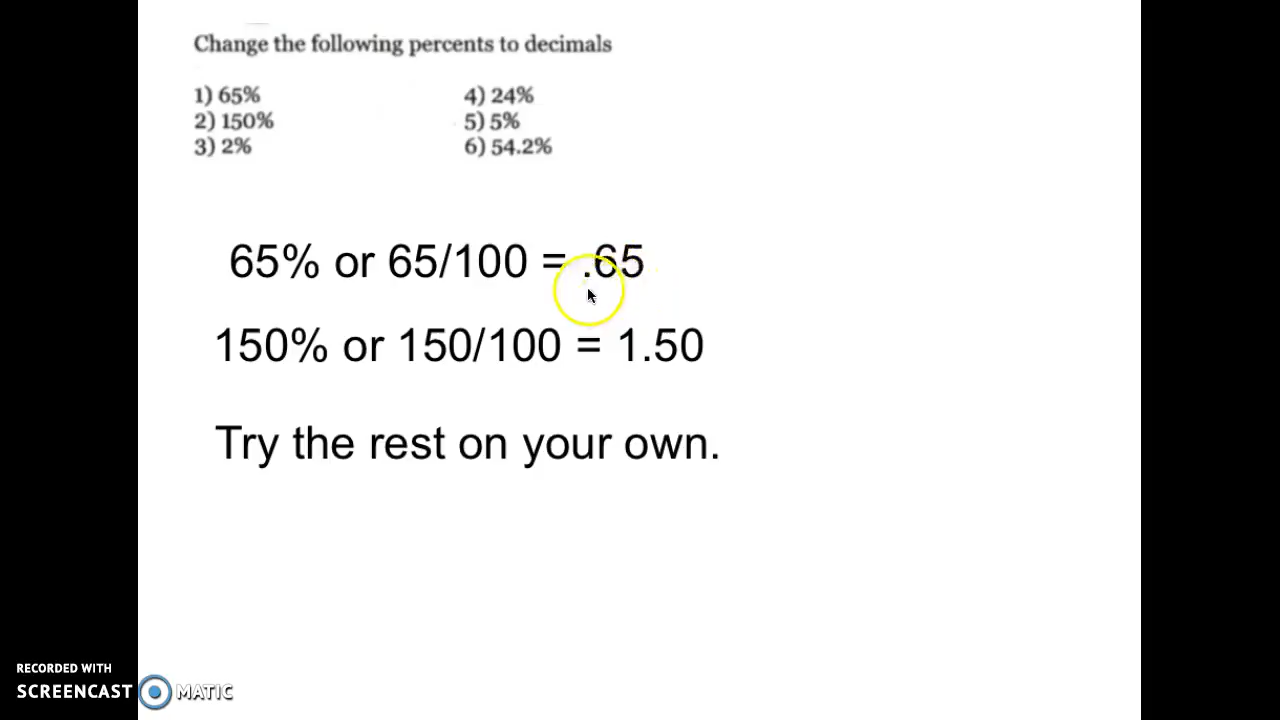 Change the following percents to decimals
1) 65% 4) 24%
2) 150% 5) 5%
3) 2% 6) 54.2%
65% or 65/100 = .65
150% or 150/100 = 1.50
Try the rest on your own.
RECORDED WITH
SCREENCAST MATIC